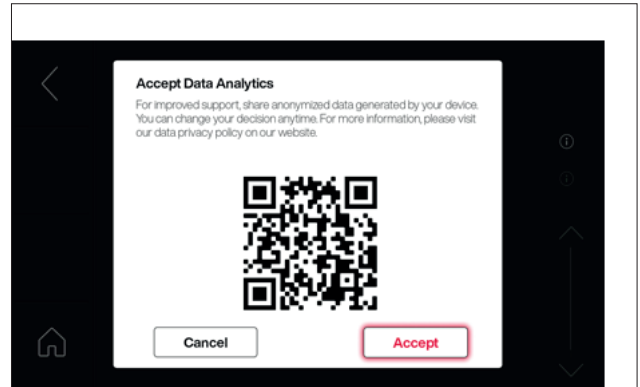 Accept Data Analytics
For improved support, share anonymized data generated by your device.
You can change your decision anytime. For more information, please visit
our data privacy policy on our website.
Cancel
Accept